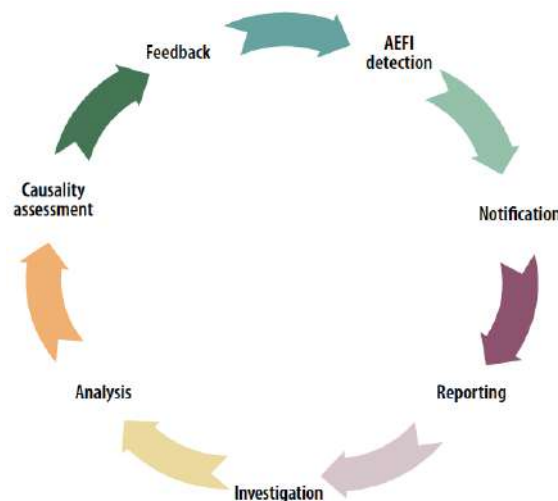 Feedback
AEFI
detection
Notification
Reporting
Investigation
Analysis
Causality
assessment